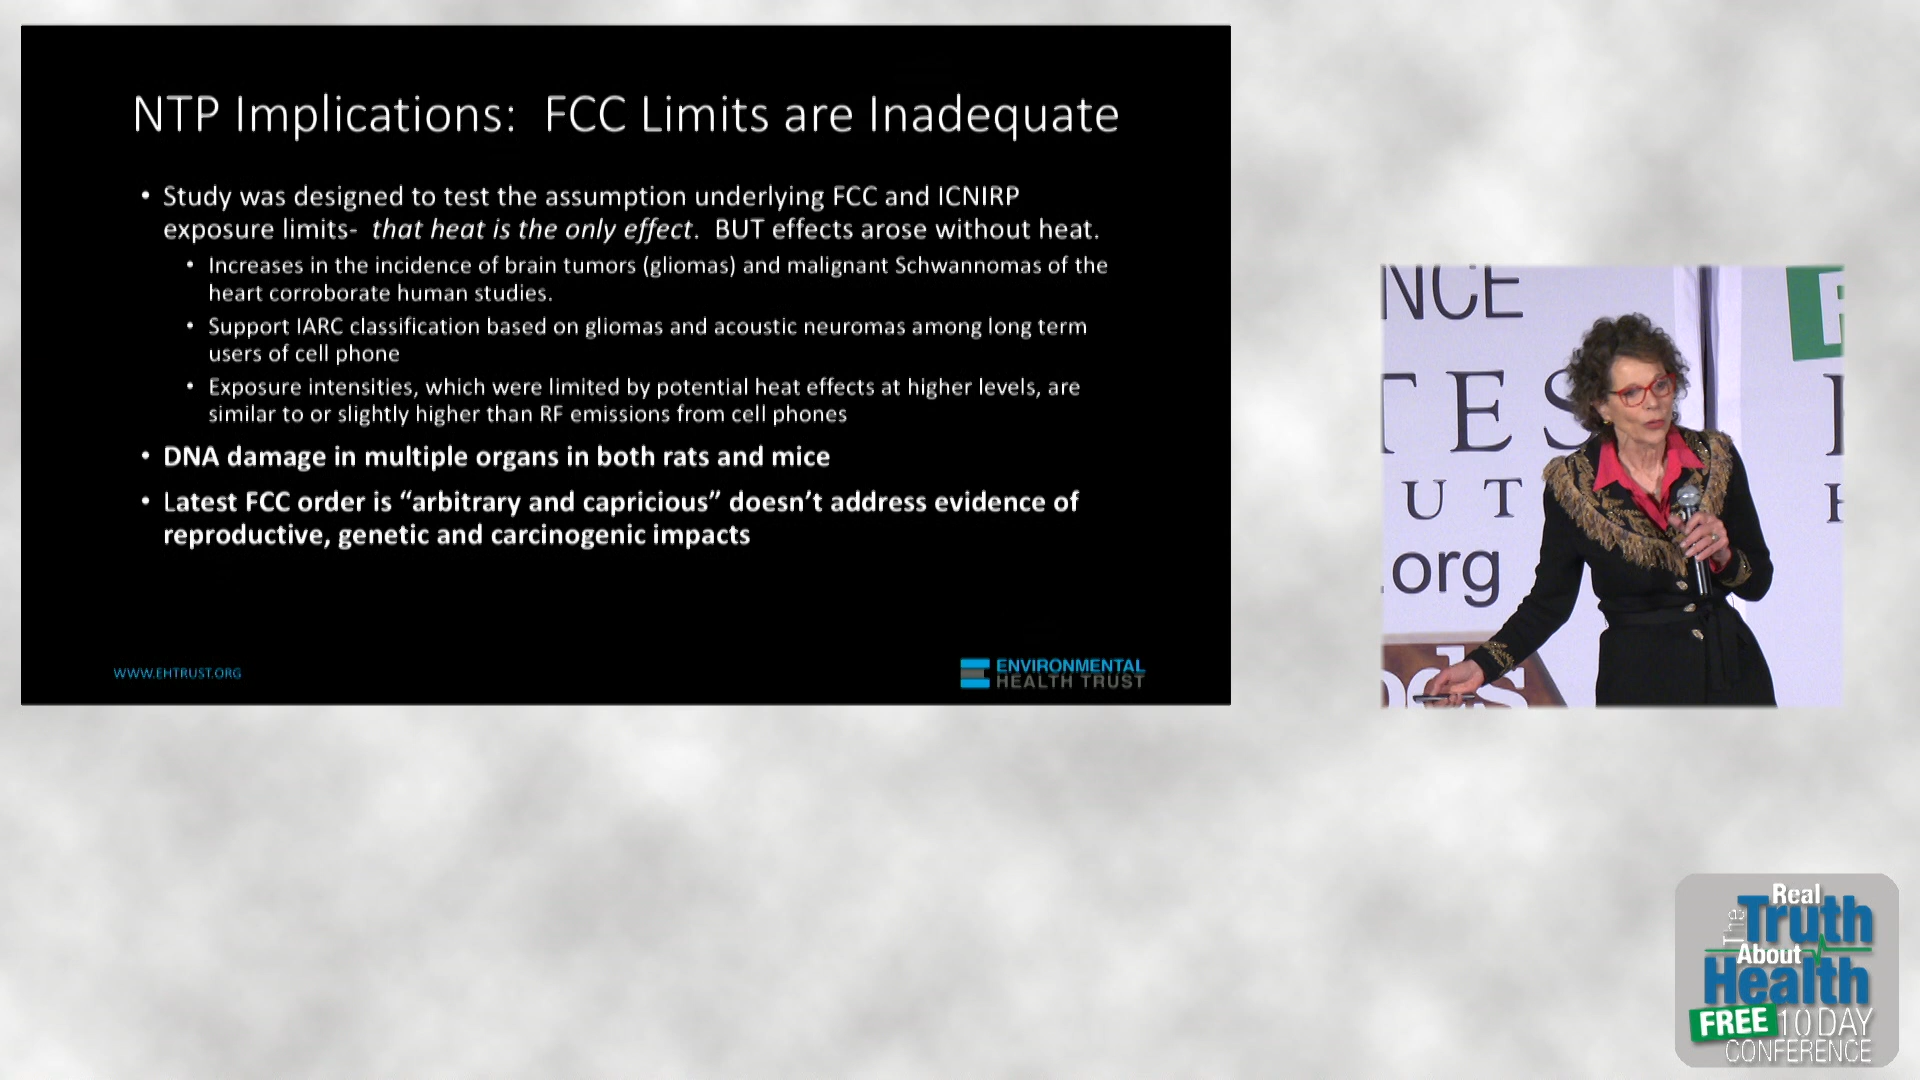 NTP Implications: FCC Limits are Inadequate
• Study was designed to test the assumption underlying FCC and ICNIRP
exposure limits- that heat is the only effect. BUT effects arose without heat.
• Increases in the incidence of brain tumors (gliomas) and malignant Schwannomas of the
heart corroborate human studies.
• Support IARC classification based on gliomas and acoustic neuromas among long term
users of cell phone
• Exposure intensities, which were limited by potential heat effects at higher levels, are
similar to or slightly higher than RF emissions from cell phones
• DNA damage in multiple organs in both rats and mice
• Latest FCC order is “arbitrary and capricious” doesn’t address evidence of
reproductive, genetic and carcinogenic impacts
WWW.EHTRUST.ORG
ENVIRONMENTAL
HEALTH TRUST
NCE
TES
UT
.org
The Real
Truth
About
Health
FREE 10 DAY
CONFERENCE